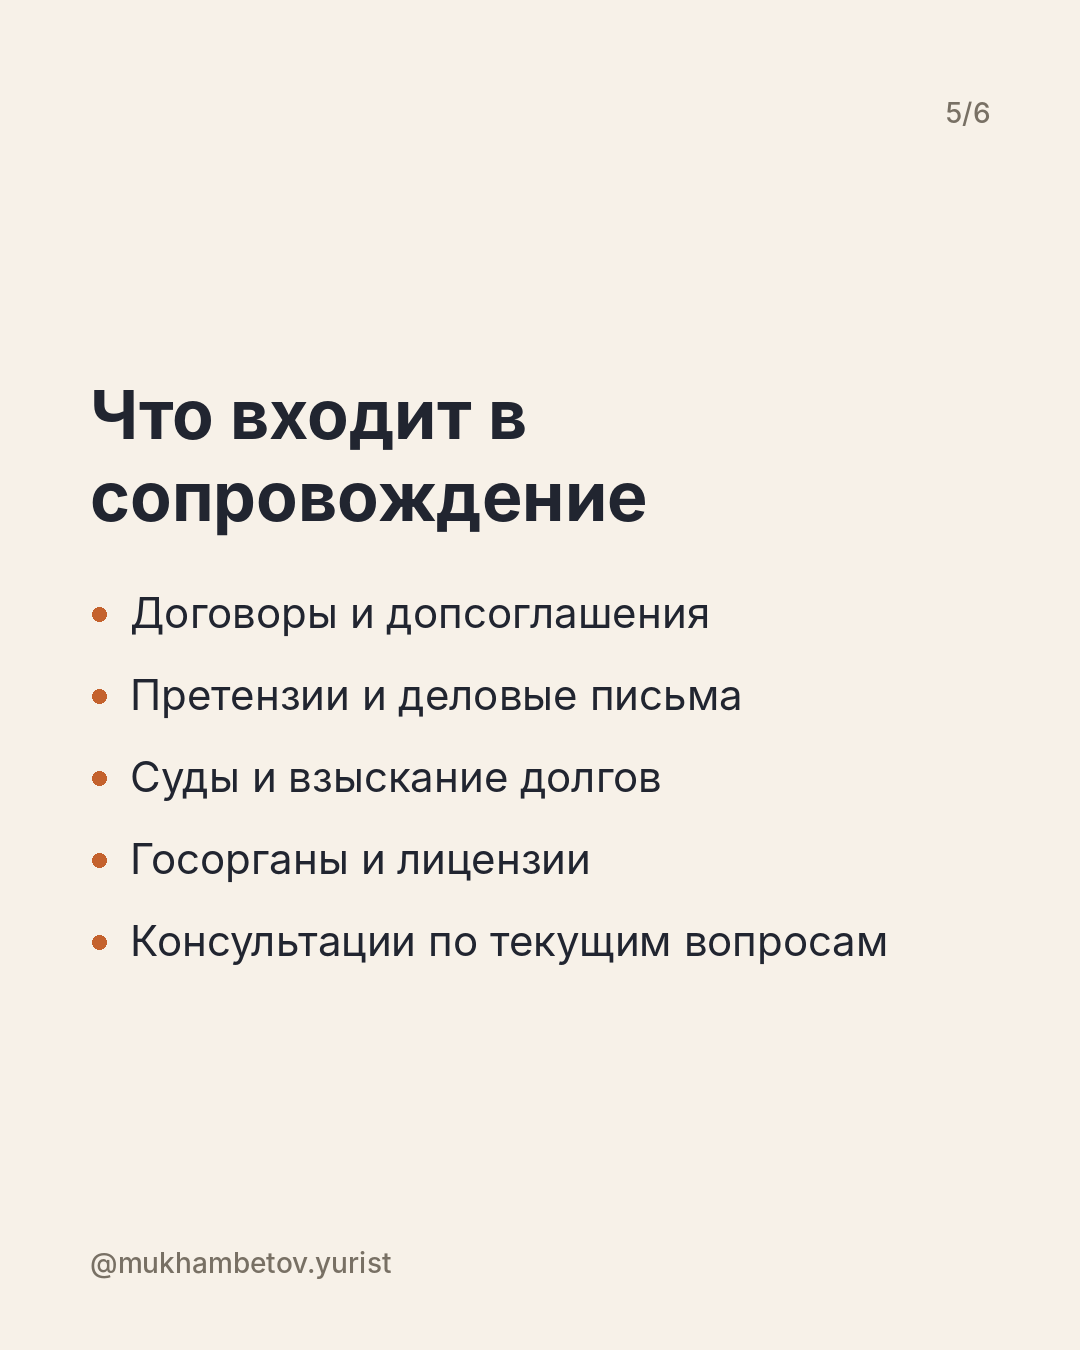 5/6
Что входит в
сопровождение
• Договоры и допсоглашения
• Претензии и деловые письма
• Суды и взыскание долгов
• Госорганы и лицензии
• Консультации по текущим вопросам
@mukhambetov.yurist